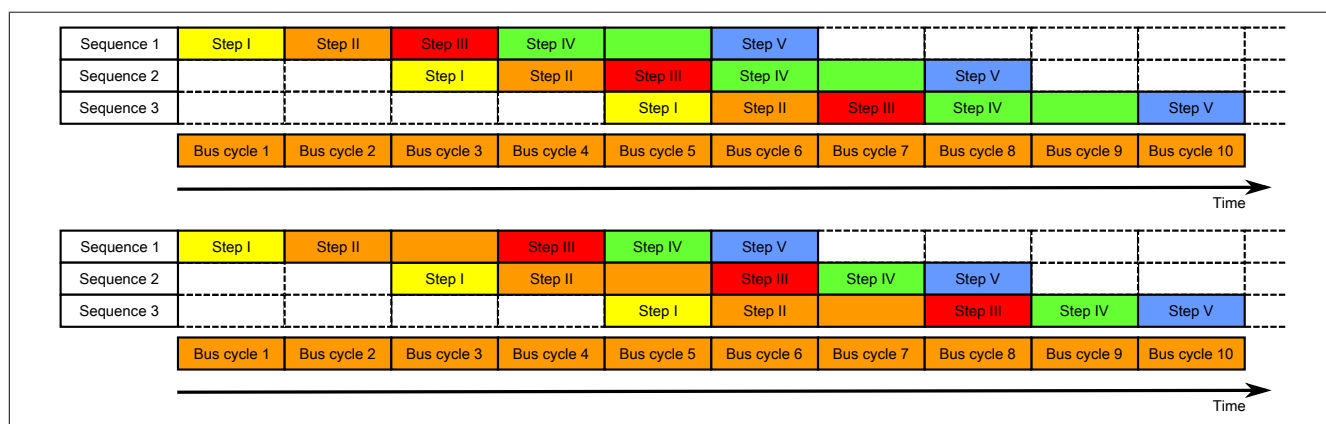 Sequence 1 Step I Step II Step III Step IV Step V
Sequence 2 Step I Step II Step III Step IV Step V
Sequence 3 Step I Step II Step III Step IV Step V
Bus cycle 1 Bus cycle 2 Bus cycle 3 Bus cycle 4 Bus cycle 5 Bus cycle 6 Bus cycle 7 Bus cycle 8 Bus cycle 9 Bus cycle 10
Time
Sequence 1 Step I Step II Step III Step IV Step V
Sequence 2 Step I Step II Step III Step IV Step V
Sequence 3 Step I Step II Step III Step IV Step V
Bus cycle 1 Bus cycle 2 Bus cycle 3 Bus cycle 4 Bus cycle 5 Bus cycle 6 Bus cycle 7 Bus cycle 8 Bus cycle 9 Bus cycle 10
Time